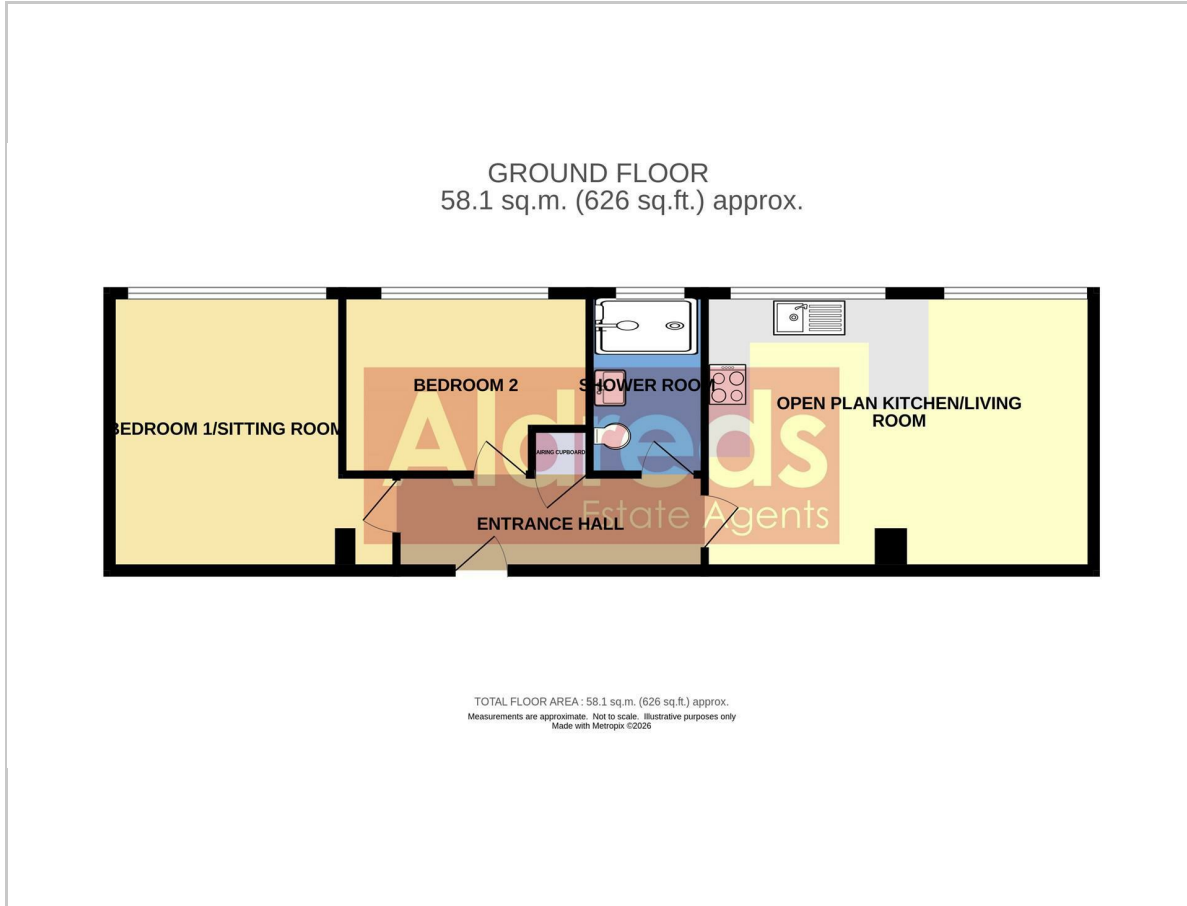 GROUND FLOOR
58.1 sq.m. (626 sq.ft.) approx.
BEDROOM 2
SHOWER ROOM
OPEN PLAN KITCHEN/LIVING
ROOM
BEDROOM 1/SITTING ROOM
AIRING CUPBOARD
Aldreds
Estate Agents
ENTRANCE HALL
TOTAL FLOOR AREA : 58.1 sq.m. (626 sq.ft.) approx.
Measurements are approximate. Not to scale. Illustrative purposes only
Made with Metropix ©2026